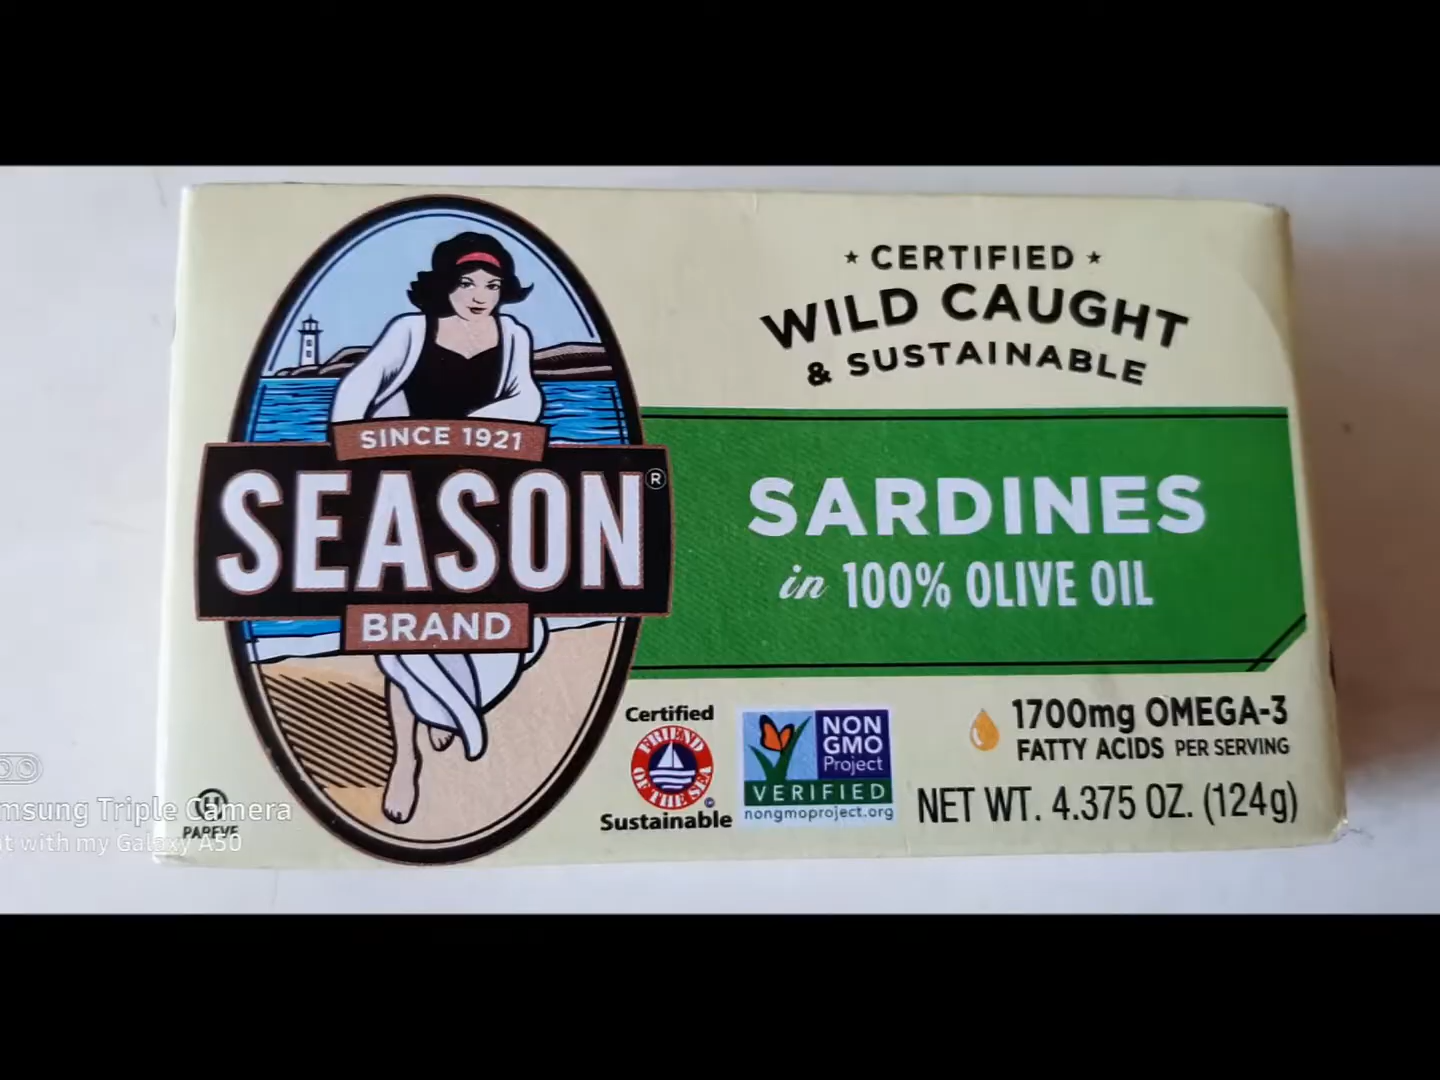 ★ CERTIFIED ★
WILD CAUGHT
& SUSTAINABLE
SINCE 1921
SEASON®
BRAND
SARDINES
in 100% OLIVE OIL
Certified
FRIEND
OF THE SEA
©
Sustainable
NON
GMO
Project
VERIFIED
nongmoproject.org
1700mg OMEGA-3
FATTY ACIDS PER SERVING
NET WT. 4.375 OZ. (124g)
U
PAREVE
msung Triple Camera
t with my Galaxy A50